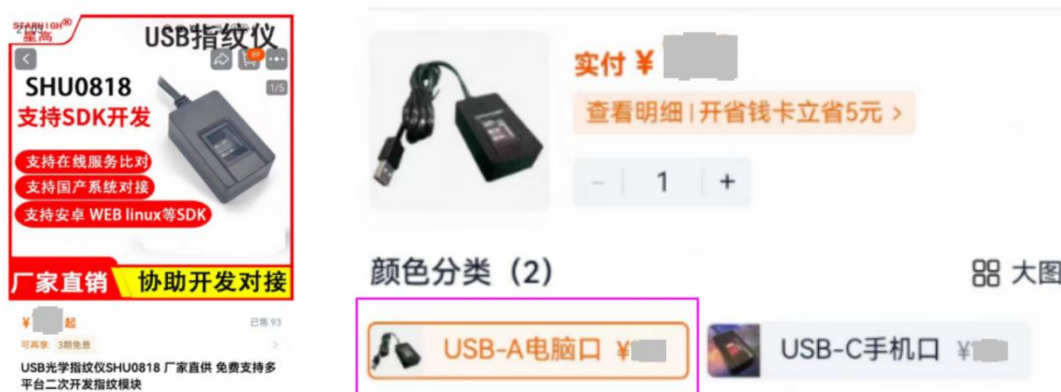 STARHIGH®
星高
USB指纹仪
89
1/5
SHU0818
支持SDK开发
支持在线服务比对
支持国产系统对接
支持安卓 WEB linux等SDK
厂家直销
协助开发对接
¥ 起
已售 93
可再享: 3期免息 >
USB光学指纹仪SHU0818 厂家直供 免费支持多
平台二次开发指纹模块
实付 ¥
查看明细 | 开省钱卡立省5元 >
－ 1 +
颜色分类（2）
大图
USB-A电脑口 ¥
USB-C手机口 ¥